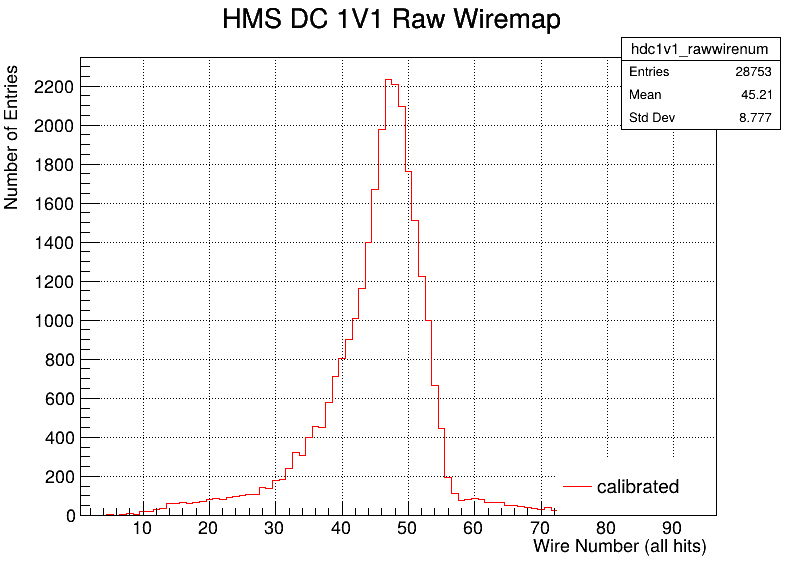 HMS DC 1V1 Raw Wiremap
hdc1v1_rawwirenum
Entries 28753
Mean 45.21
Std Dev 8.777
Number of Entries
2200
2000
1800
1600
1400
1200
1000
800
600
400
200
0
calibrated
10 20 30 40 50 60 70 80 90
Wire Number (all hits)